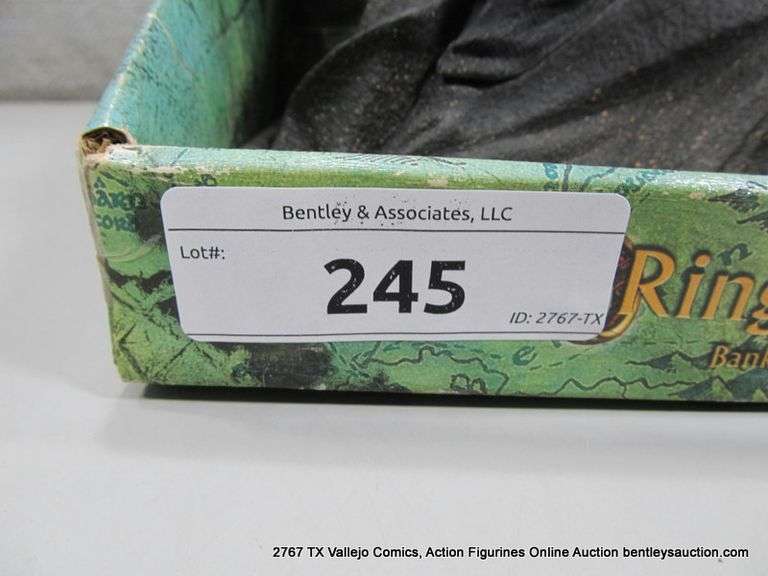 Bentley & Associates, LLC
Lot#:
245
ID: 2767-TX
Ring
Bank
2767 TX Vallejo Comics, Action Figurines Online Auction bentleysauction.com